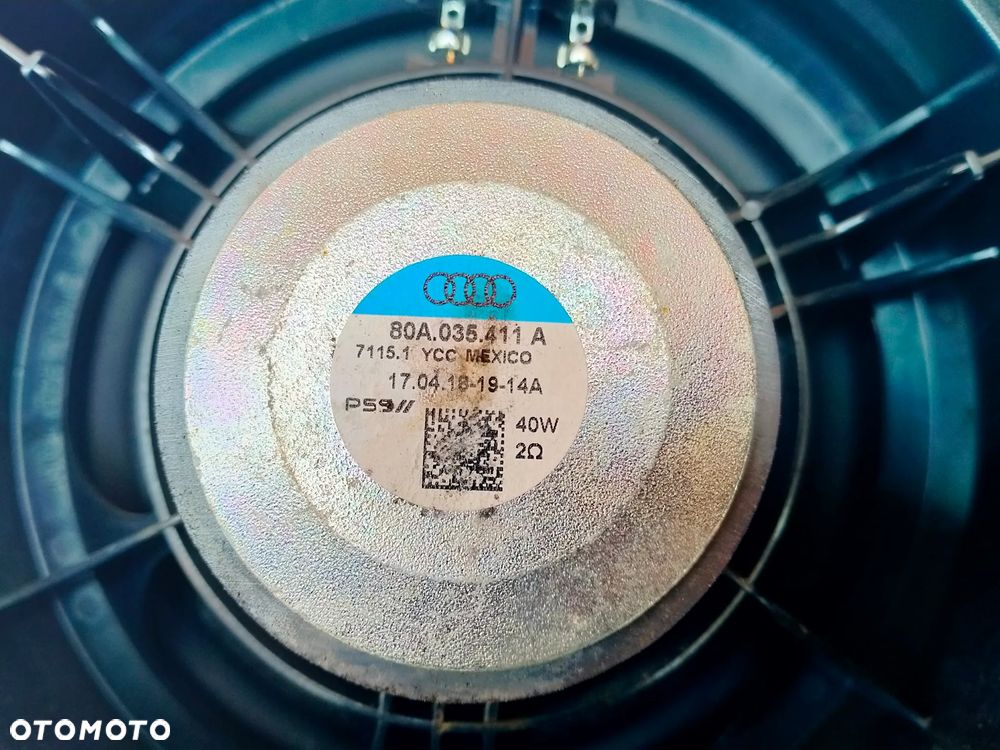 80A.035.411 A
7115.1 YCC MEXICO
17.04.18-19-14A
PS9//
40W
2Ω
OTOMOTO